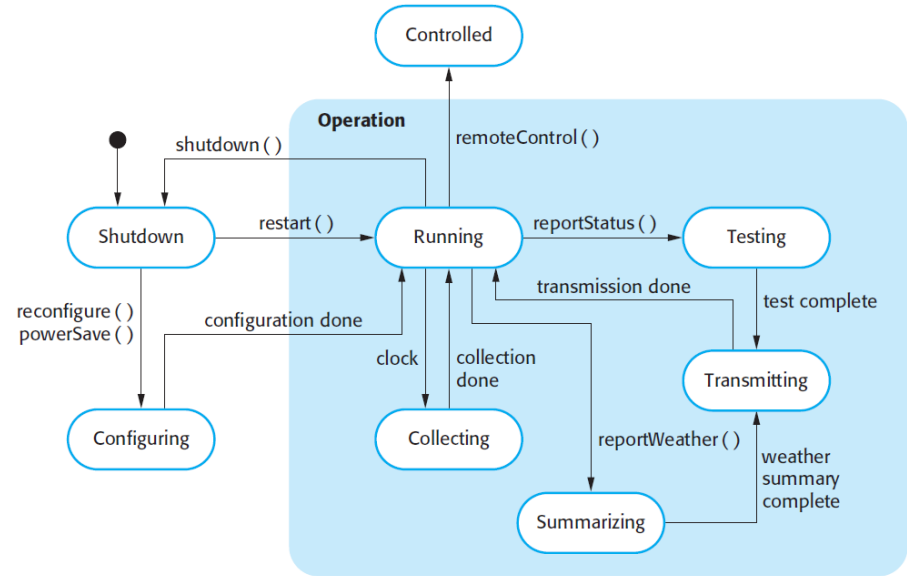 Controlled
Operation
shutdown ( )
remoteControl ( )
Shutdown
restart ( )
Running
reportStatus ( )
Testing
reconfigure ( )
powerSave ( )
configuration done
transmission done
test complete
clock
collection
done
Transmitting
Configuring
Collecting
reportWeather ( )
weather
summary
complete
Summarizing